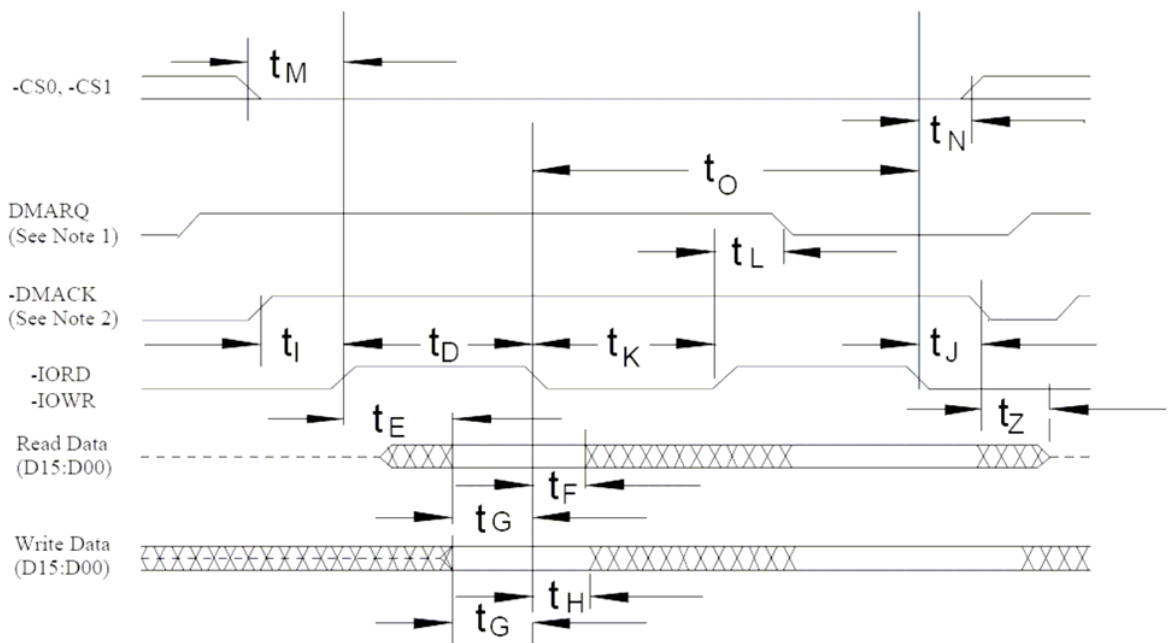 tM
-CS0, -CS1
tN
tO
DMARQ
(See Note 1)
tL
-DMACK
(See Note 2)
tI
tD
tK
tJ
-IORD
-IOWR
tZ
tE
Read Data
(D15:D00)
tF
tG
Write Data
(D15:D00)
tH
tG